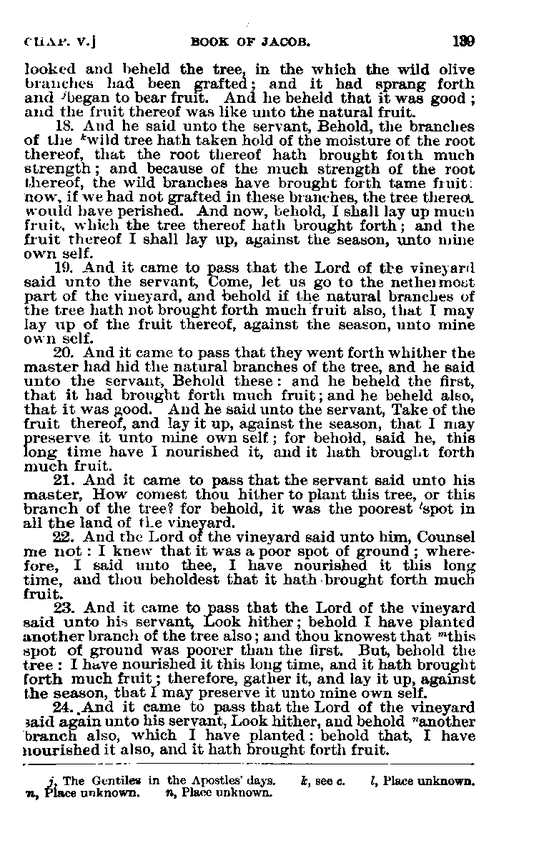 CHAP. V.] BOOK OF JACOB. 139
looked and beheld the tree, in the which the wild olive
branches had been grafted; and it had sprang forth
and ʲbegan to bear fruit. And he beheld that it was good;
and the fruit thereof was like unto the natural fruit.
18. And he said unto the servant, Behold, the branches
of the ᵏwild tree hath taken hold of the moisture of the root
thereof, that the root thereof hath brought forth much
strength; and because of the much strength of the root
thereof, the wild branches have brought forth tame fruit:
now, if we had not grafted in these branches, the tree thereof
would have perished. And now, behold, I shall lay up much
fruit, which the tree thereof hath brought forth; and the
fruit thereof I shall lay up, against the season, unto mine
own self.
19. And it came to pass that the Lord of the vineyard
said unto the servant, Come, let us go to the nethermost
part of the vineyard, and behold if the natural branches of
the tree hath not brought forth much fruit also, that I may
lay up of the fruit thereof, against the season, unto mine
own self.
20. And it came to pass that they went forth whither the
master had hid the natural branches of the tree, and he said
unto the servant, Behold these: and he beheld the first,
that it had brought forth much fruit; and he beheld also,
that it was good. And he said unto the servant, Take of the
fruit thereof, and lay it up, against the season, that I may
preserve it unto mine own self; for behold, said he, this
long time have I nourished it, and it hath brought forth
much fruit.
21. And it came to pass that the servant said unto his
master, How comest thou hither to plant this tree, or this
branch of the tree? for behold, it was the poorest ˡspot in
all the land of the vineyard.
22. And the Lord of the vineyard said unto him, Counsel
me not: I knew that it was a poor spot of ground; where-
fore, I said unto thee, I have nourished it this long
time, and thou beholdest that it hath brought forth much
fruit.
23. And it came to pass that the Lord of the vineyard
said unto his servant, Look hither; behold I have planted
another branch of the tree also; and thou knowest that ᵐthis
spot of ground was poorer than the first. But, behold the
tree: I have nourished it this long time, and it hath brought
forth much fruit; therefore, gather it, and lay it up, against
the season, that I may preserve it unto mine own self.
24. And it came to pass that the Lord of the vineyard
said again unto his servant, Look hither, and behold ⁿanother
branch also, which I have planted: behold that, I have
nourished it also, and it hath brought forth fruit.
j, The Gentiles in the Apostles' days. k, see c. l, Place unknown.
m, Place unknown. n, Place unknown.